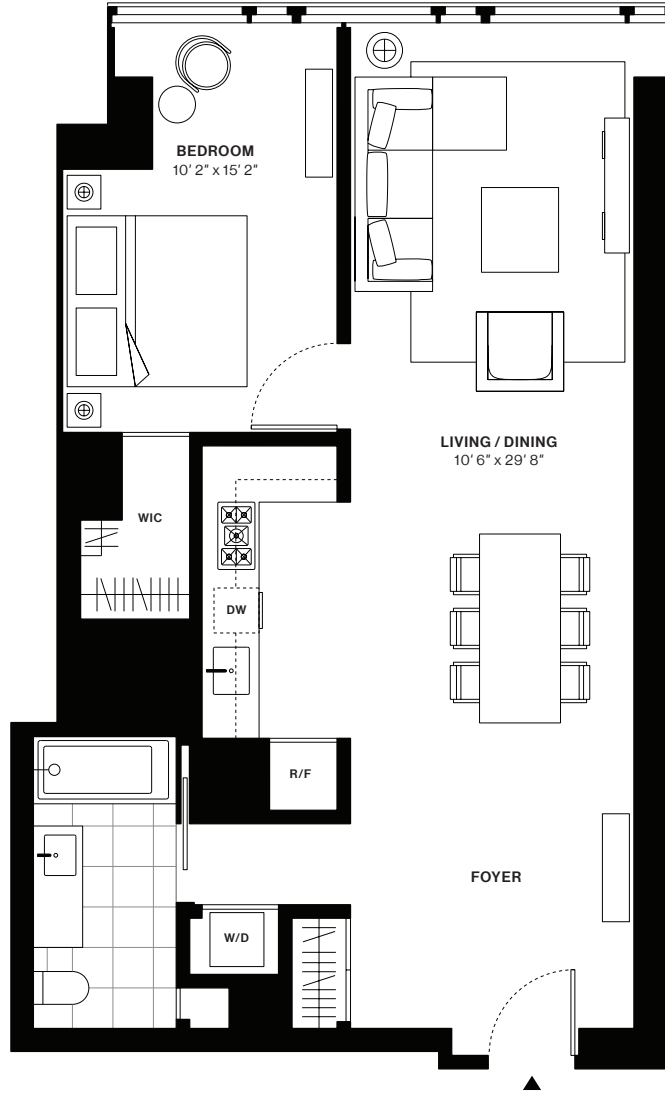 BEDROOM
10' 2" x 15' 2"
LIVING / DINING
10' 6" x 29' 8"
WIC
DW
R/F
FOYER
W/D